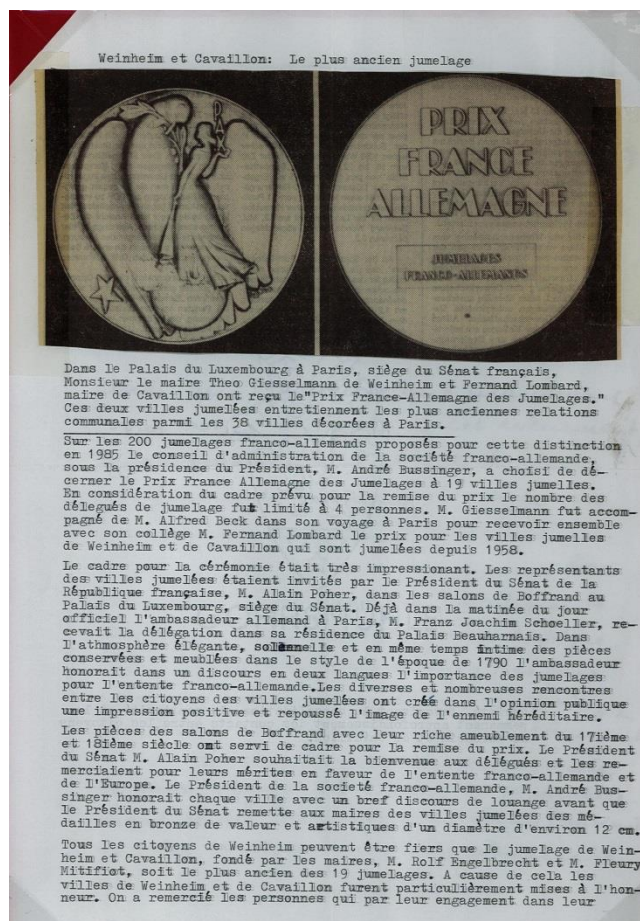 Weinheim et Cavaillon: Le plus ancien jumelage
PAX
PRIX
FRANCE
ALLEMAGNE
JUMELAGES
FRANCO-ALLEMANDS
Dans le Palais du Luxembourg à Paris, siège du Sénat français,
Monsieur le maire Theo Giesselmann de Weinheim et Fernand Lombard,
maire de Cavaillon ont reçu le"Prix France-Allemagne des Jumelages."
Ces deux villes jumelées entretiennent les plus anciennes relations
communales parmi les 38 villes décorées à Paris.
Sur les 200 jumelages franco-allemands proposés pour cette distinction
en 1985 le conseil d'administration de la société franco-allemande,
sous la présidence du Président, M. André Bussinger, a choisi de dé-
cerner le Prix France Allemagne des Jumelages à 19 villes jumelles.
En considération du cadre prévu pour la remise du prix le nombre des
délegués de jumelage fut limité à 4 personnes. M. Giesselmann fut accom-
pagné de M. Alfred Beck dans son voyage à Paris pour recevoir ensemble
avec son collège M. Fernand Lombard le prix pour les villes jumelles
de Weinheim et de Cavaillon qui sont jumelées depuis 1958.
Le cadre pour la cérémonie était très impressionant. Les représentants
des villes jumelées étaient invités par le Président du Sénat de la
République française, M. Alain Poher, dans les salons de Boffrand au
Palais du Luxembourg, siège du Sénat. Déjà dans la matinée du jour
officiel l'ambassadeur allemand à Paris, M. Franz Joachim Schoeller, re-
cevait la délégation dans sa résidence du Palais Beauharnais. Dans
l'athmosphère élégante, solennelle et en même temps intime des pièces
conservées et meublées dans le style de l'époque de 1790 l'ambassadeur
honorait dans un discours en deux langues l'importance des jumelages
pour l'entente franco-allemande.Les diverses et nombreuses rencontres
entre les citoyens des villes jumelées ont créé dans l'opinion publique
une impression positive et repoussé l'image de l'ennemi héréditaire.
Les pièces des salons de Boffrand avec leur riche ameublement du 17ième
et 18ième siècle ont servi de cadre pour la remise du prix. Le Président
du Sénat M. Alain Poher souhaitait la bienvenue aux délégués et les re-
merciaient pour leurs mérites en faveur de l'entente franco-allemande et
de l'Europe. Le Président de la societé franco-allemande, M. André Bus-
singer honorait chaque ville avec un bref discours de louange avant que
le Président du Sénat remette aux maires des villes jumelées des mé-
dailles en bronze de valeur et artistiques d'un diamètre d'environ 12 cm.
Tous les citoyens de Weinheim peuvent être fiers que le jumelage de Wein-
heim et Cavaillon, fondé par les maires, M. Rolf Engelbrecht et M. Fleury
Mitifiot, soit le plus ancien des 19 jumelages. A cause de cela les
villes de Weinheim et de Cavaillon furent particulièrement mises à l'hon-
neur. On a remercié les personnes qui par leur engagement dans leur